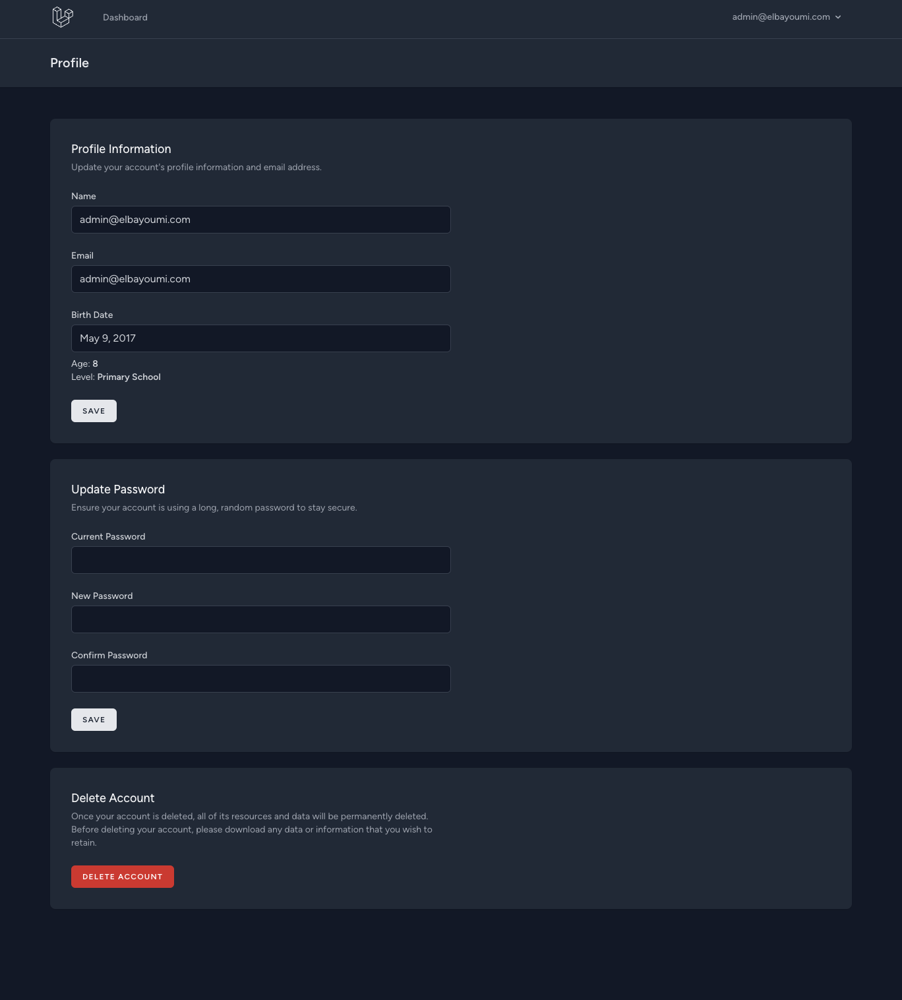 Dashboard
admin@elbayoumi.com
Profile
Profile Information
Update your account's profile information and email address.
Name
admin@elbayoumi.com
Email
admin@elbayoumi.com
Birth Date
May 9, 2017
Age: 8
Level: Primary School
SAVE
Update Password
Ensure your account is using a long, random password to stay secure.
Current Password
New Password
Confirm Password
SAVE
Delete Account
Once your account is deleted, all of its resources and data will be permanently deleted.
Before deleting your account, please download any data or information that you wish to
retain.
DELETE ACCOUNT